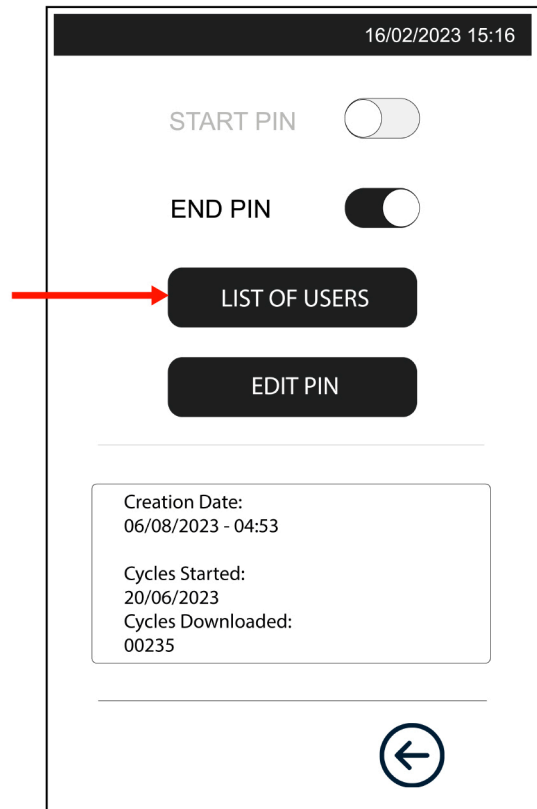 16/02/2023 15:16
START PIN
END PIN
LIST OF USERS
EDIT PIN
Creation Date:
06/08/2023 - 04:53
Cycles Started:
20/06/2023
Cycles Downloaded:
00235